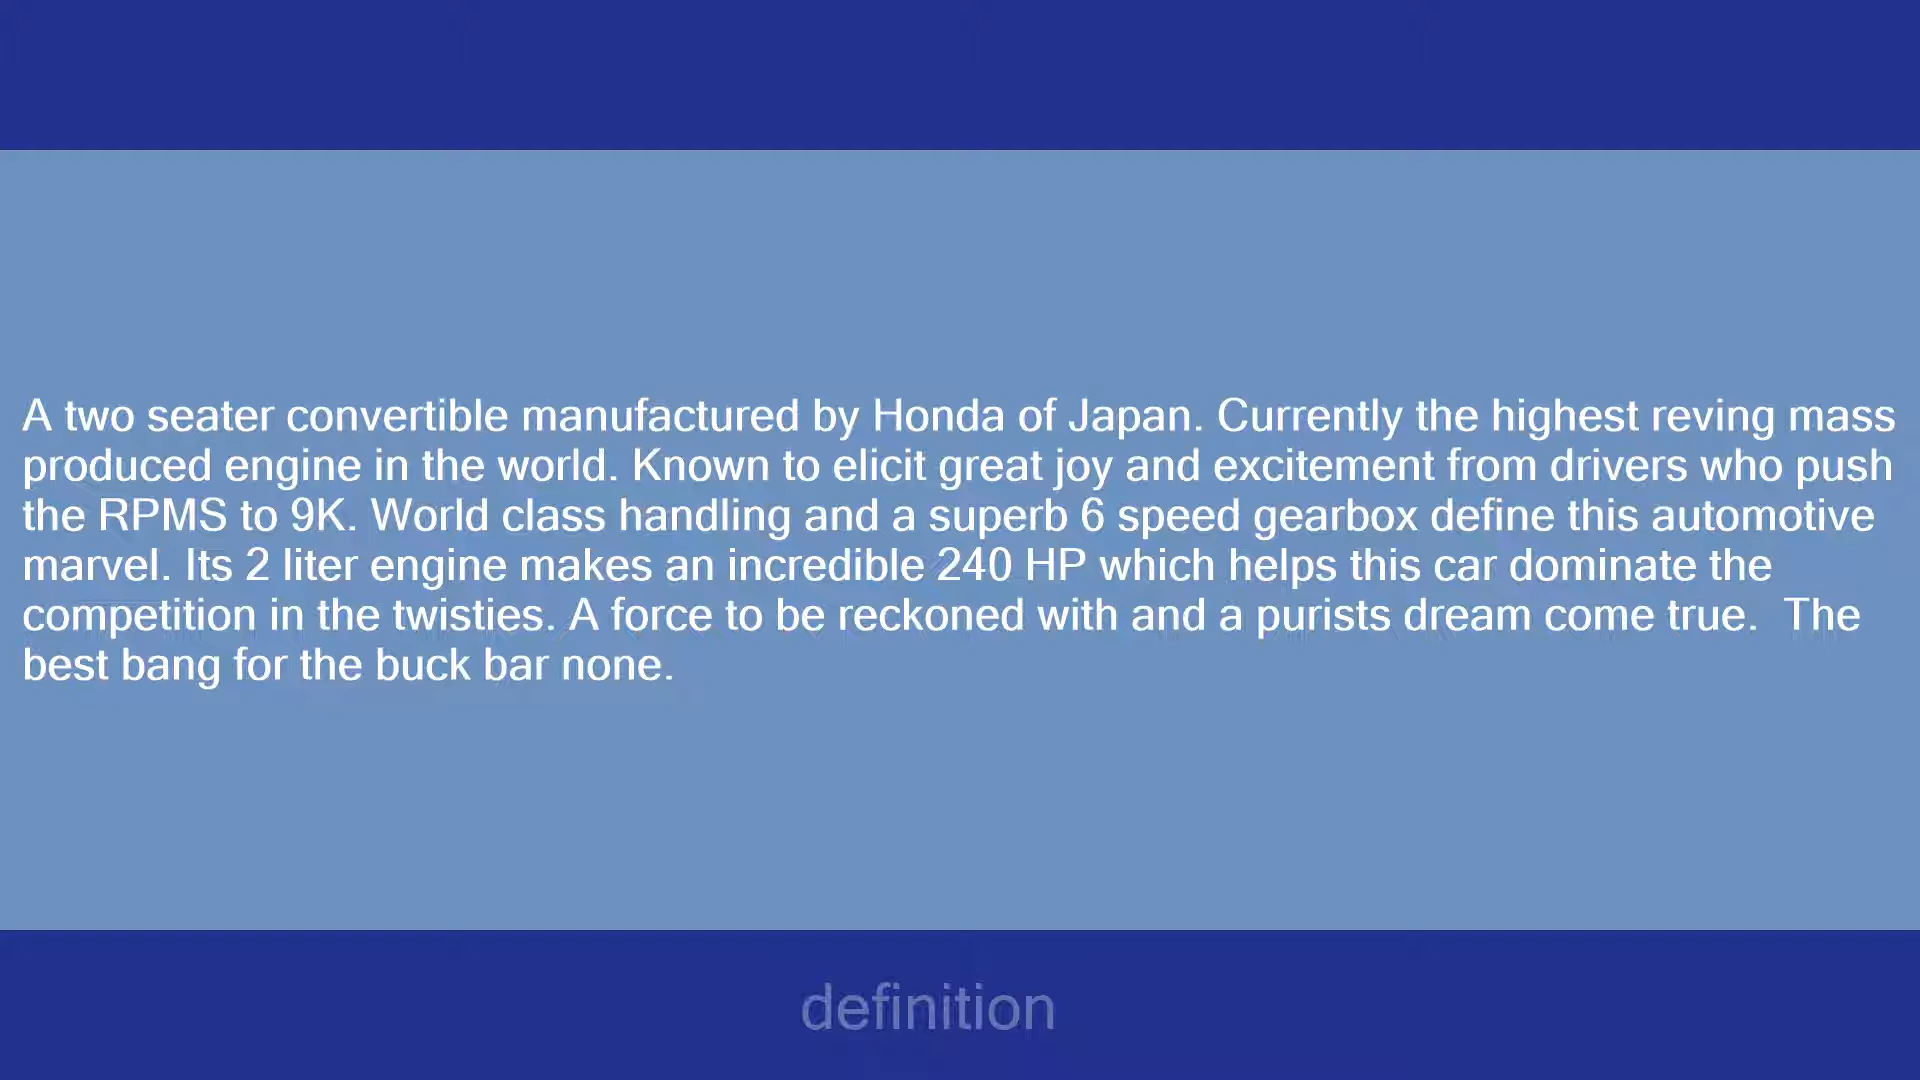 A two seater convertible manufactured by Honda of Japan. Currently the highest reving mass
produced engine in the world. Known to elicit great joy and excitement from drivers who push
the RPMS to 9K. World class handling and a superb 6 speed gearbox define this automotive
marvel. Its 2 liter engine makes an incredible 240 HP which helps this car dominate the
competition in the twisties. A force to be reckoned with and a purists dream come true.  The
best bang for the buck bar none.
definition